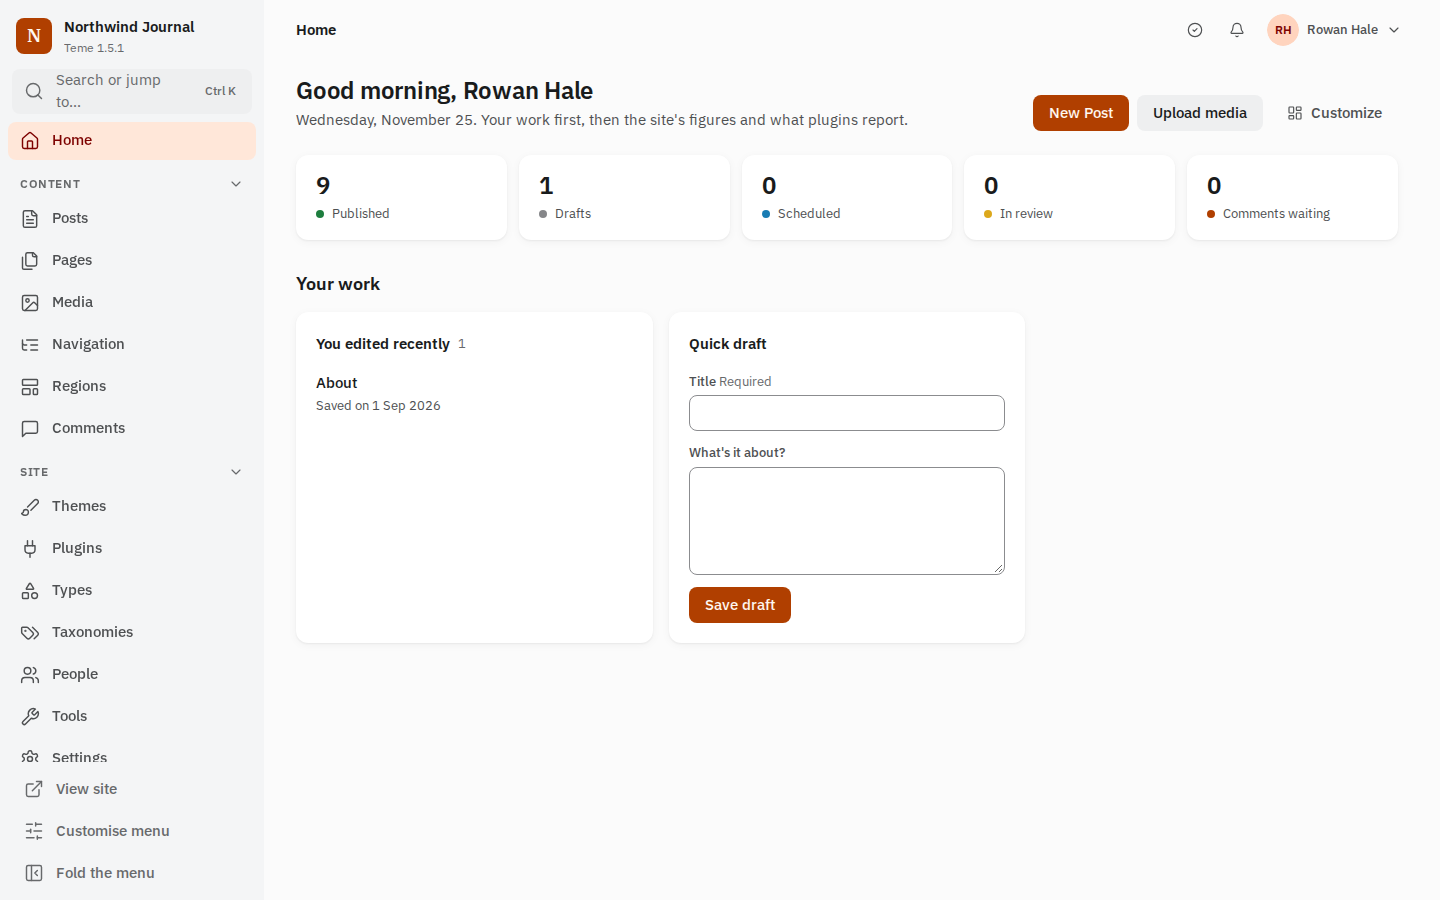 N
Northwind Journal
Teme 1.5.1
Search or jump
to...
Ctrl K
Home
CONTENT
Posts
Pages
Media
Navigation
Regions
Comments
SITE
Themes
Plugins
Types
Taxonomies
People
Tools
Settings
View site
Customise menu
Fold the menu
Home
RH
Rowan Hale
Good morning, Rowan Hale
Wednesday, November 25. Your work first, then the site's figures and what plugins report.
New Post
Upload media
Customize
9
Published
1
Drafts
0
Scheduled
0
In review
0
Comments waiting
Your work
You edited recently 1
About
Saved on 1 Sep 2026
Quick draft
Title Required
What's it about?
Save draft